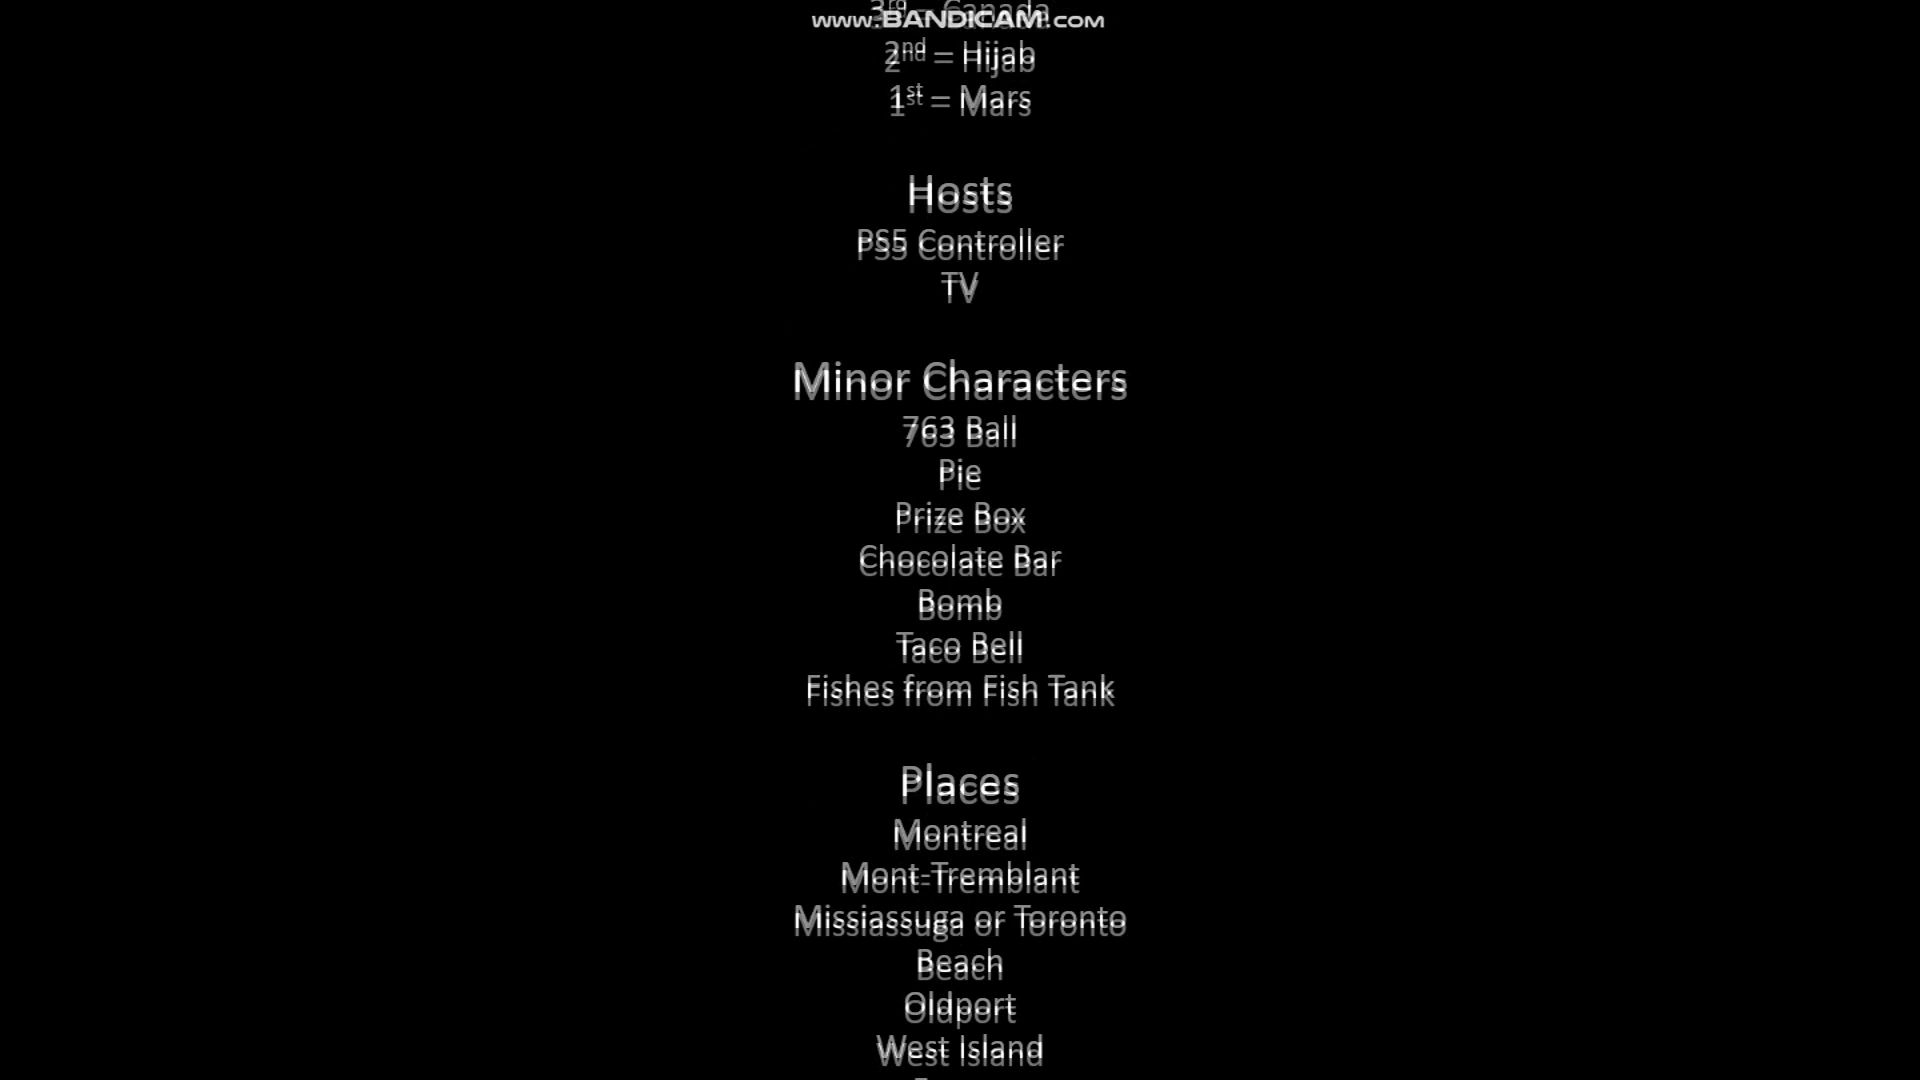 3rd = Canada
www.BANDICAM.com
2nd = Hijab
1st = Mars
Hosts
PS5 Controller
TV
Minor Characters
763 Ball
Pie
Prize Box
Chocolate Bar
Bomb
Taco Bell
Fishes from Fish Tank
Places
Montreal
Mont-Tremblant
Missiassuga or Toronto
Beach
Oldport
West Island